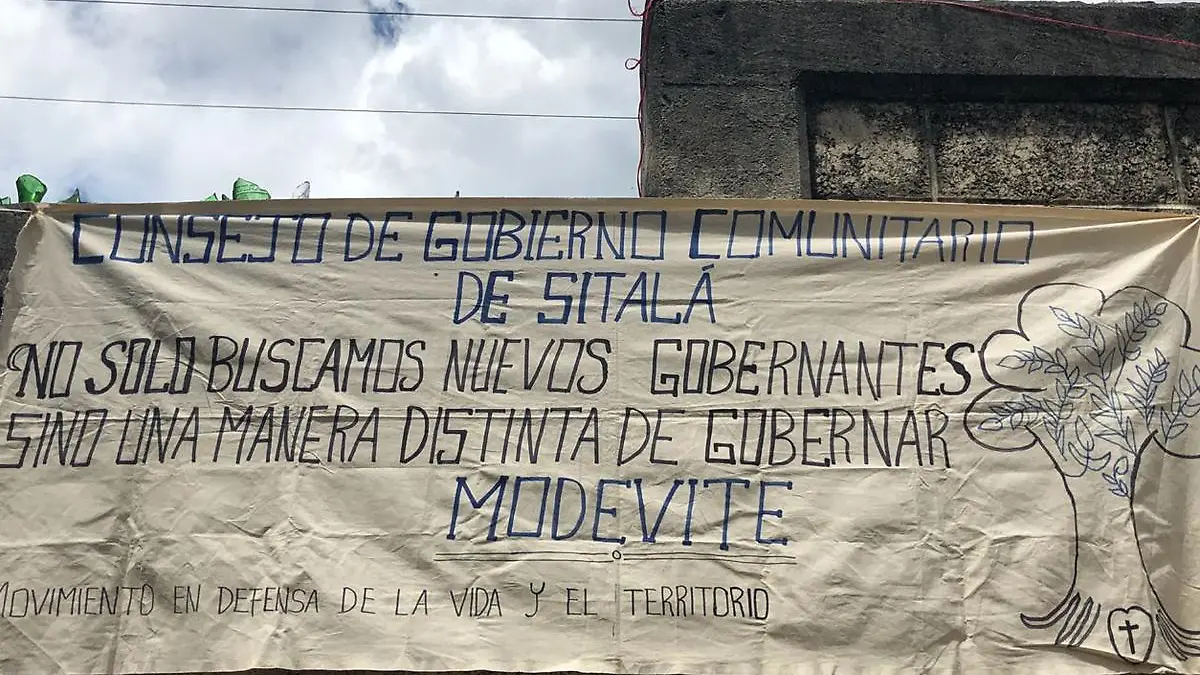 CONSEJO DE GOBIERNO COMUNITARIO
DE SITALÁ
NO SOLO BUSCAMOS NUEVOS GOBERNANTES
SINO UNA MANERA DISTINTA DE GOBERNAR
MODEVITE
MOVIMIENTO EN DEFENSA DE LA VIDA Y EL TERRITORIO